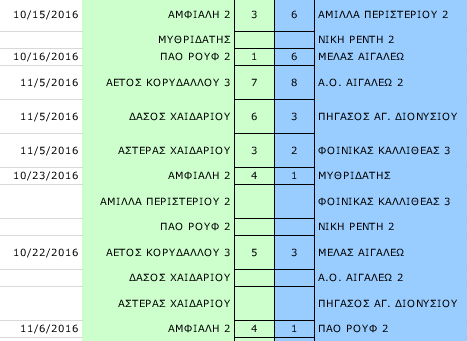 10/15/2016 ΑΜΦΙΑΛΗ 2 3 6 ΑΜΙΛΛΑ ΠΕΡΙΣΤΕΡΙΟΥ 2
ΜΥΘΡΙΔΑΤΗΣ ΝΙΚΗ ΡΕΝΤΗ 2
10/16/2016 ΠΑΟ ΡΟΥΦ 2 1 6 ΜΕΛΑΣ ΑΙΓΑΛΕΩ
11/5/2016 ΑΕΤΟΣ ΚΟΡΥΔΑΛΛΟΥ 3 7 8 Α.Ο. ΑΙΓΑΛΕΩ 2
11/5/2016 ΔΑΣΟΣ ΧΑΙΔΑΡΙΟΥ 6 3 ΠΗΓΑΣΟΣ ΑΓ. ΔΙΟΝΥΣΙΟΥ
11/5/2016 ΑΣΤΕΡΑΣ ΧΑΙΔΑΡΙΟΥ 3 2 ΦΟΙΝΙΚΑΣ ΚΑΛΛΙΘΕΑΣ 3
10/23/2016 ΑΜΦΙΑΛΗ 2 4 1 ΜΥΘΡΙΔΑΤΗΣ
ΑΜΙΛΛΑ ΠΕΡΙΣΤΕΡΙΟΥ 2 ΦΟΙΝΙΚΑΣ ΚΑΛΛΙΘΕΑΣ 3
ΠΑΟ ΡΟΥΦ 2 ΝΙΚΗ ΡΕΝΤΗ 2
10/22/2016 ΑΕΤΟΣ ΚΟΡΥΔΑΛΛΟΥ 3 5 3 ΜΕΛΑΣ ΑΙΓΑΛΕΩ
ΔΑΣΟΣ ΧΑΙΔΑΡΙΟΥ Α.Ο. ΑΙΓΑΛΕΩ 2
ΑΣΤΕΡΑΣ ΧΑΙΔΑΡΙΟΥ ΠΗΓΑΣΟΣ ΑΓ. ΔΙΟΝΥΣΙΟΥ
11/6/2016 ΑΜΦΙΑΛΗ 2 4 1 ΠΑΟ ΡΟΥΦ 2